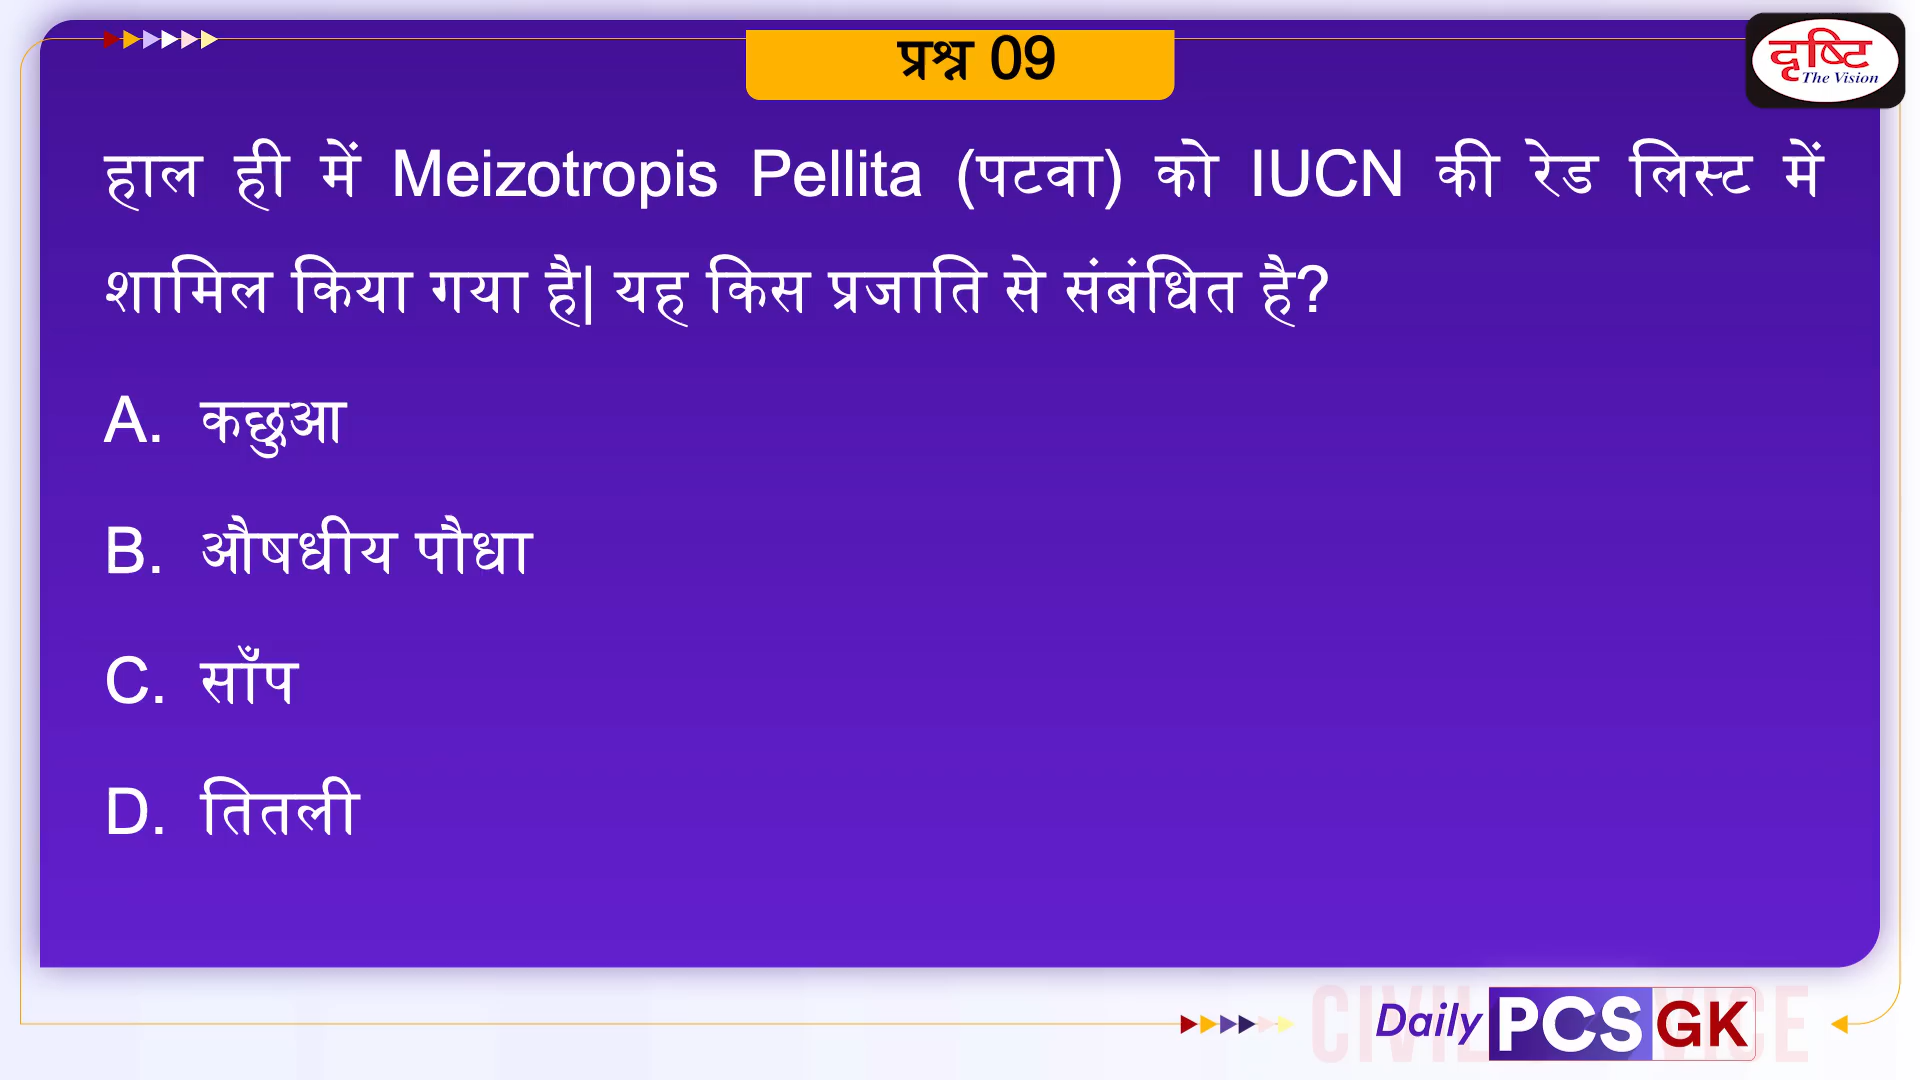 प्रश्न 09
दृष्टि
The Vision
हाल ही में Meizotropis Pellita (पटवा) को IUCN की रेड लिस्ट में
शामिल किया गया है| यह किस प्रजाति से संबंधित है?
A. कछुआ
B. औषधीय पौधा
C. साँप
D. तितली
Daily PCS GK